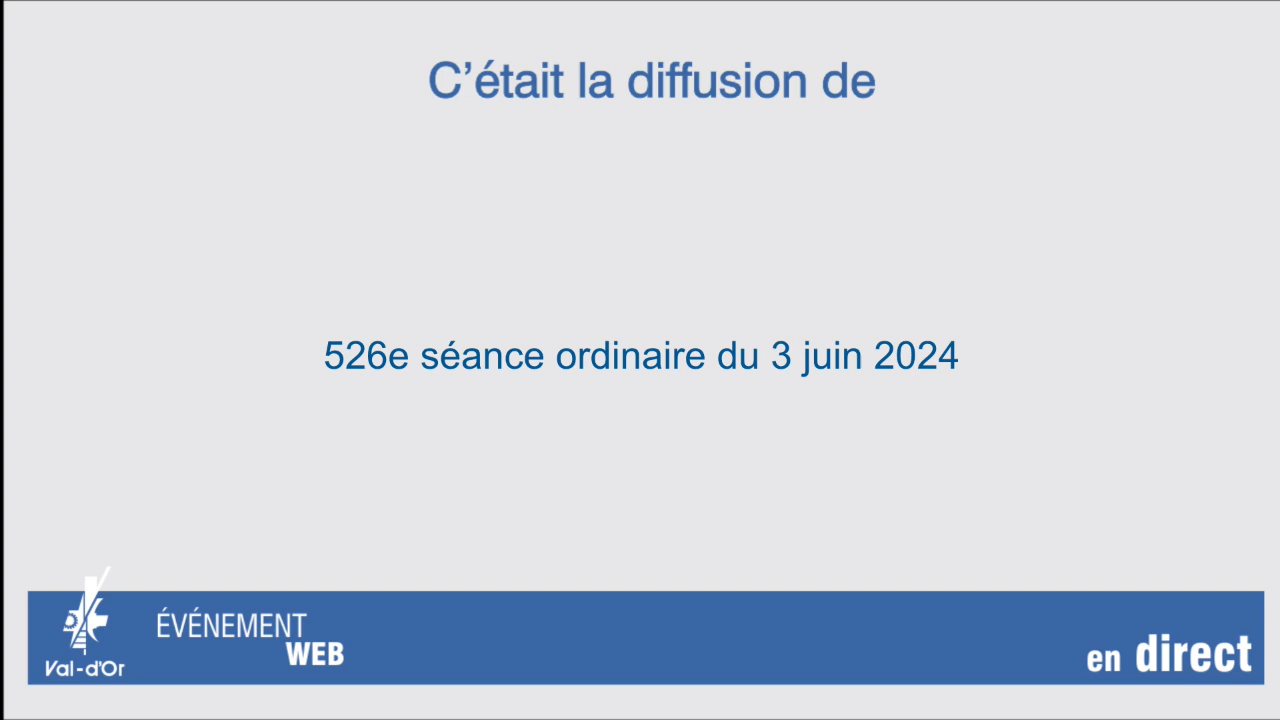 C’était la diffusion de
526e séance ordinaire du 3 juin 2024
ÉVÉNEMENT
WEB
Val-d'Or
en direct